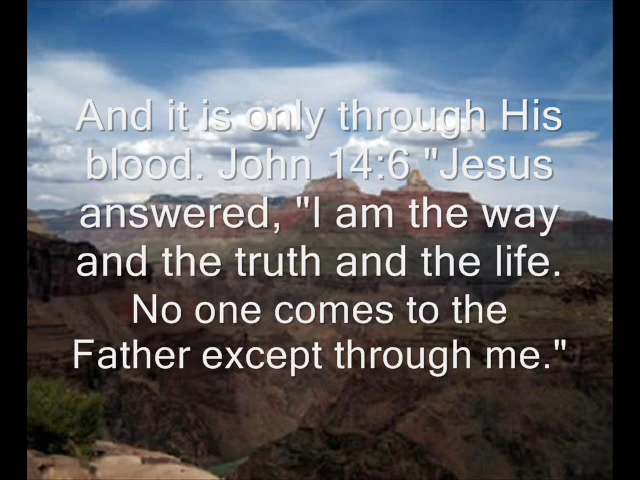 And it is only through His
blood. John 14:6 "Jesus
answered, "I am the way
and the truth and the life.
No one comes to the
Father except through me."